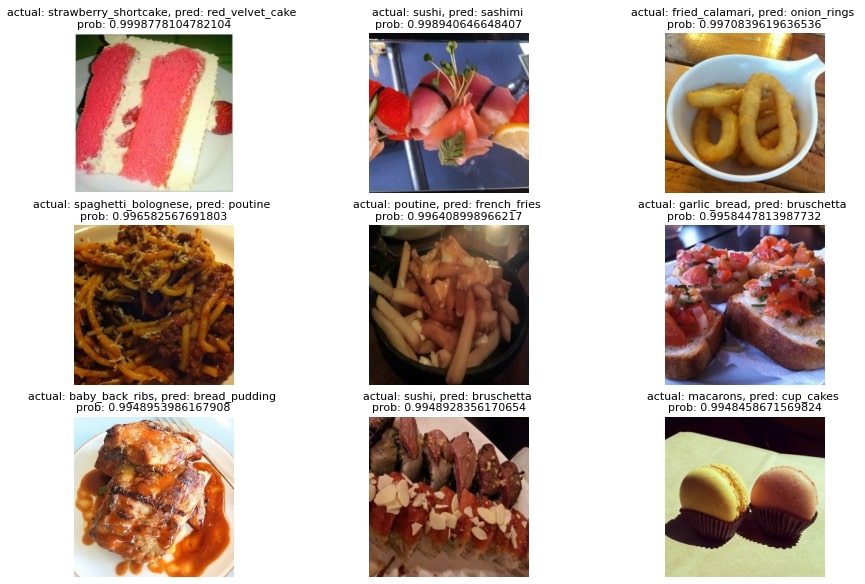 actual: strawberry_shortcake, pred: red_velvet_cake
prob: 0.9998778104782104
actual: sushi, pred: sashimi
prob: 0.998940646648407
actual: fried_calamari, pred: onion_rings
prob: 0.9970839619636536
actual: spaghetti_bolognese, pred: poutine
prob: 0.996582567691803
actual: poutine, pred: french_fries
prob: 0.996408998966217
actual: garlic_bread, pred: bruschetta
prob: 0.9958447813987732
actual: baby_back_ribs, pred: bread_pudding
prob: 0.9948953986167908
actual: sushi, pred: bruschetta
prob: 0.9948928356170654
actual: macarons, pred: cup_cakes
prob: 0.9948458671569824